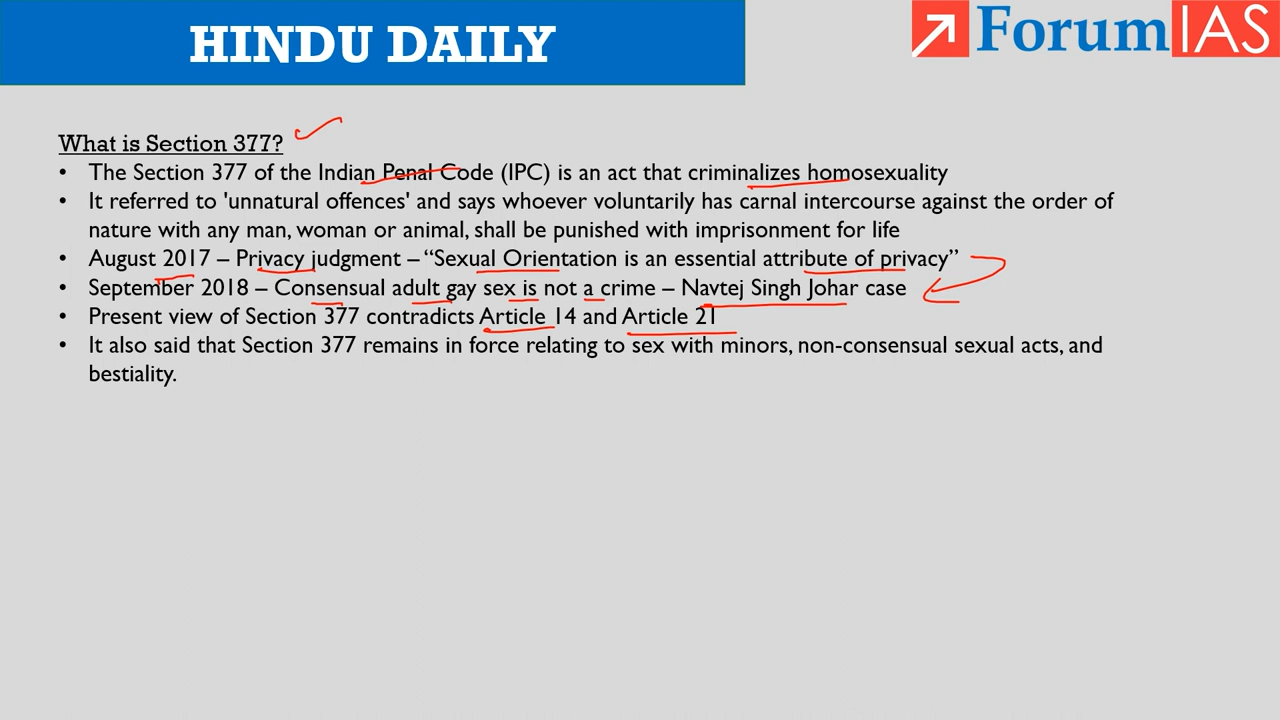 HINDU DAILY
Forum IAS
What is Section 377?
• The Section 377 of the Indian Penal Code (IPC) is an act that criminalizes homosexuality
• It referred to 'unnatural offences' and says whoever voluntarily has carnal intercourse against the order of
nature with any man, woman or animal, shall be punished with imprisonment for life
• August 2017 – Privacy judgment – “Sexual Orientation is an essential attribute of privacy”
• September 2018 – Consensual adult gay sex is not a crime – Navtej Singh Johar case
• Present view of Section 377 contradicts Article 14 and Article 21
• It also said that Section 377 remains in force relating to sex with minors, non-consensual sexual acts, and
bestiality.